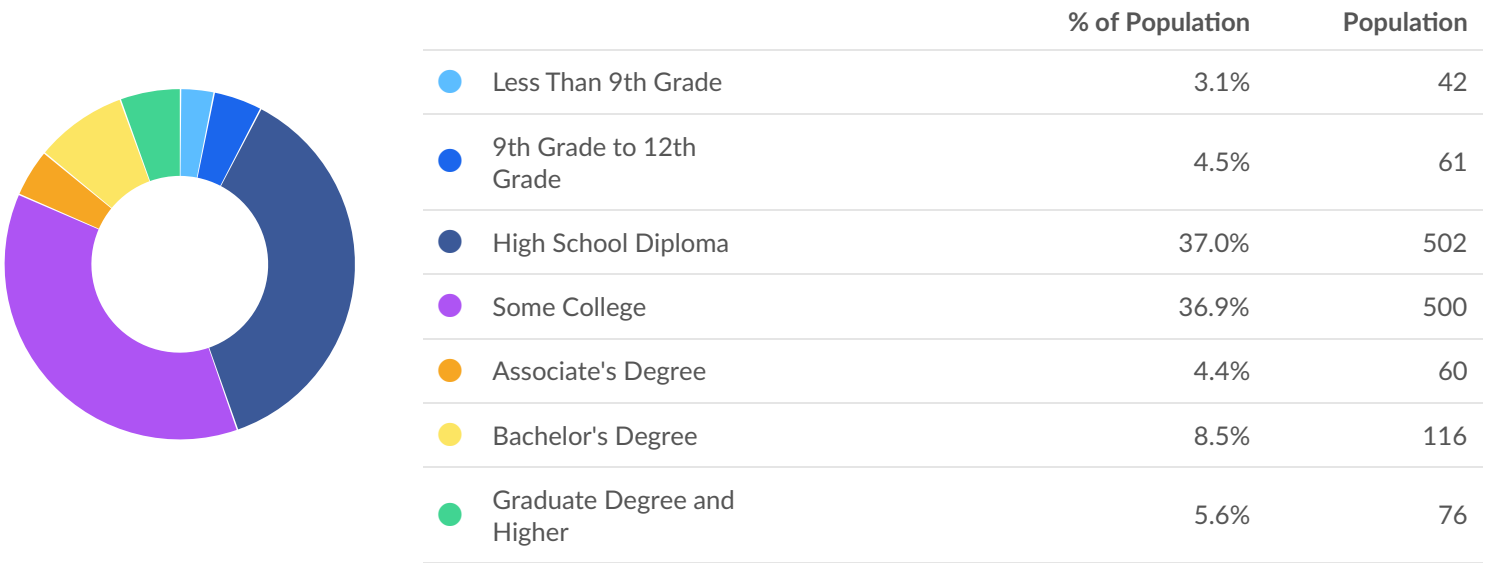 % of Population Population
Less Than 9th Grade 3.1% 42
9th Grade to 12th
Grade 4.5% 61
High School Diploma 37.0% 502
Some College 36.9% 500
Associate's Degree 4.4% 60
Bachelor's Degree 8.5% 116
Graduate Degree and
Higher 5.6% 76